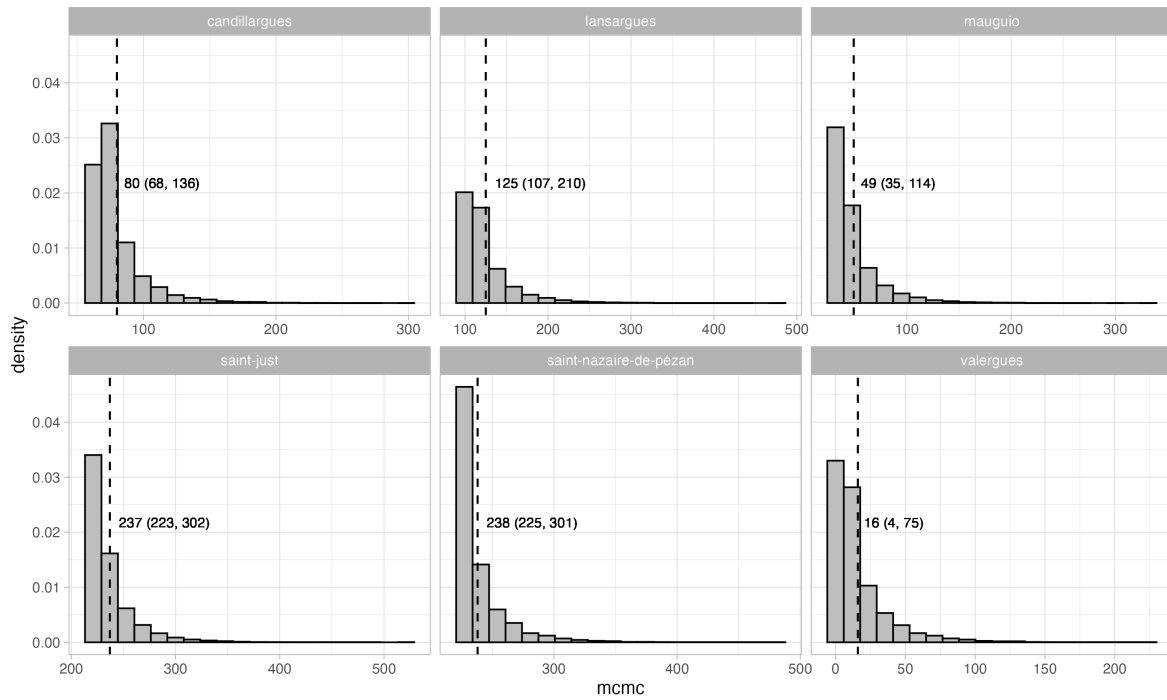 candillargues lansargues mauguio
0.04
0.03
0.02
0.01
0.00
80 (68, 136) 125 (107, 210) 49 (35, 114)
100 200 300 100 200 300 400 500 100 200 300
density
saint-just saint-nazaire-de-pézan valergues
0.04
0.03
0.02
0.01
0.00
237 (223, 302) 238 (225, 301) 16 (4, 75)
200 300 400 500 300 400 500 0 50 100 150 200
mcmc